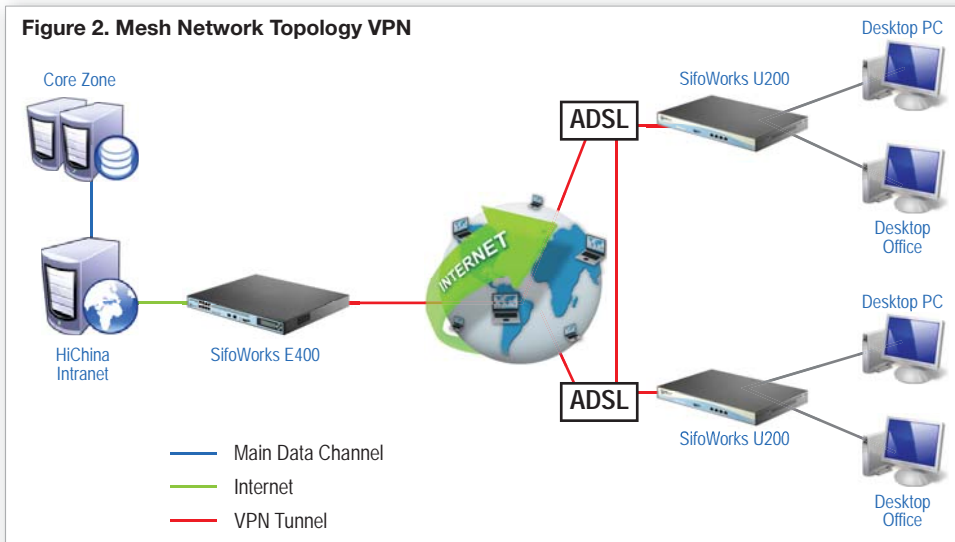 Figure 2. Mesh Network Topology VPN
Core Zone
HiChina
Intranet
SifoWorks E400
INTERNET
ADSL
SifoWorks U200
Desktop PC
Desktop
Office
ADSL
SifoWorks U200
Desktop PC
Desktop
Office
Main Data Channel
Internet
VPN Tunnel